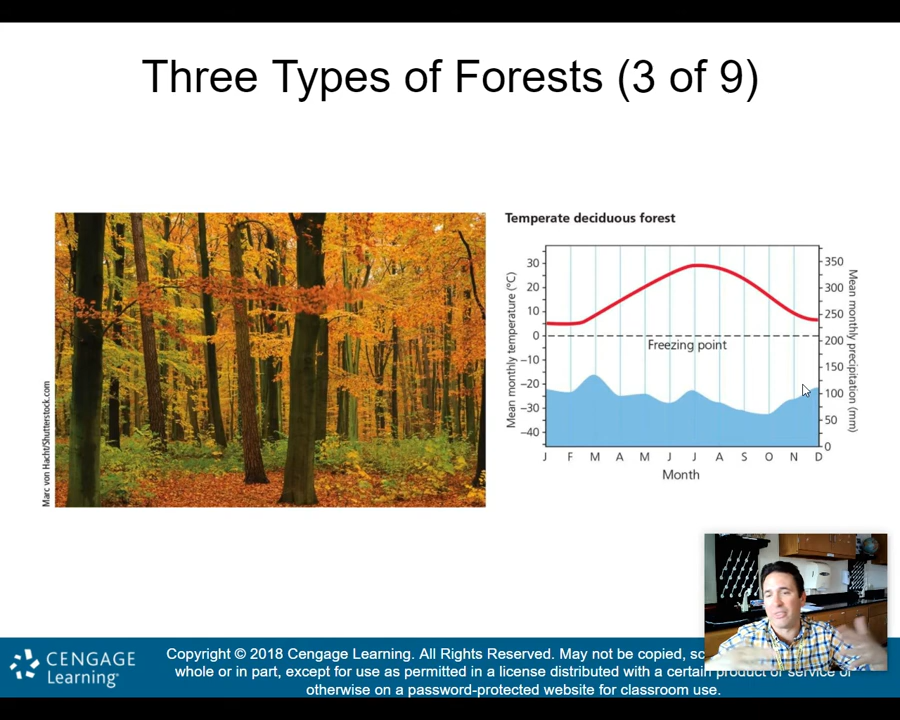 Three Types of Forests (3 of 9)
Marc von Hacht/Shutterstock.com
Temperate deciduous forest
Mean monthly temperature (°C)
30
20
10
0
–10
–20
–30
–40
Freezing point
350
300
250
200
150
100
50
0
Mean monthly precipitation (mm)
J F M A M J J A S O N D
Month
CENGAGE
Learning™
Copyright © 2018 Cengage Learning. All Rights Reserved. May not be copied,
whole or in part, except for use as permitted in a license distributed with a certain product or service or
otherwise on a password-protected website for classroom use.